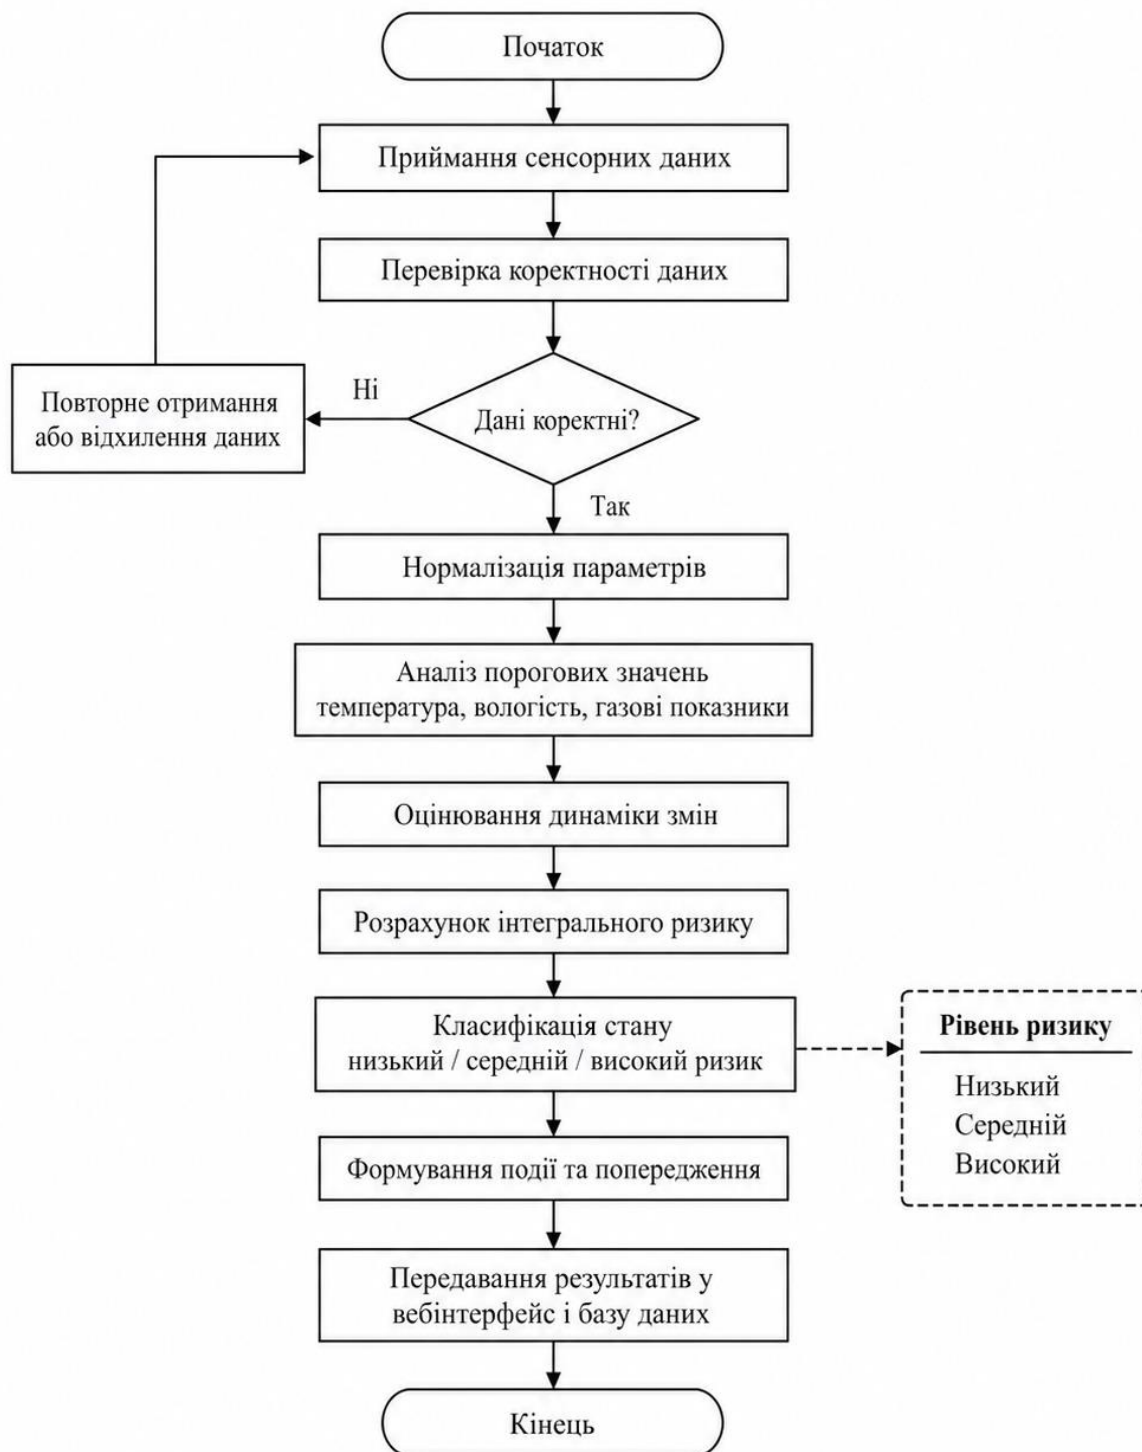 Початок
Приймання сенсорних даних
Перевірка коректності даних
Дані коректні?
Ні
Повторне отримання
або відхилення даних
Так
Нормалізація параметрів
Аналіз порогових значень
температура, вологість, газові показники
Оцінювання динаміки змін
Розрахунок інтегрального ризику
Класифікація стану
низький / середній / високий ризик
Рівень ризику
Низький
Середній
Високий
Формування події та попередження
Передавання результатів у
вебінтерфейс і базу даних
Кінець